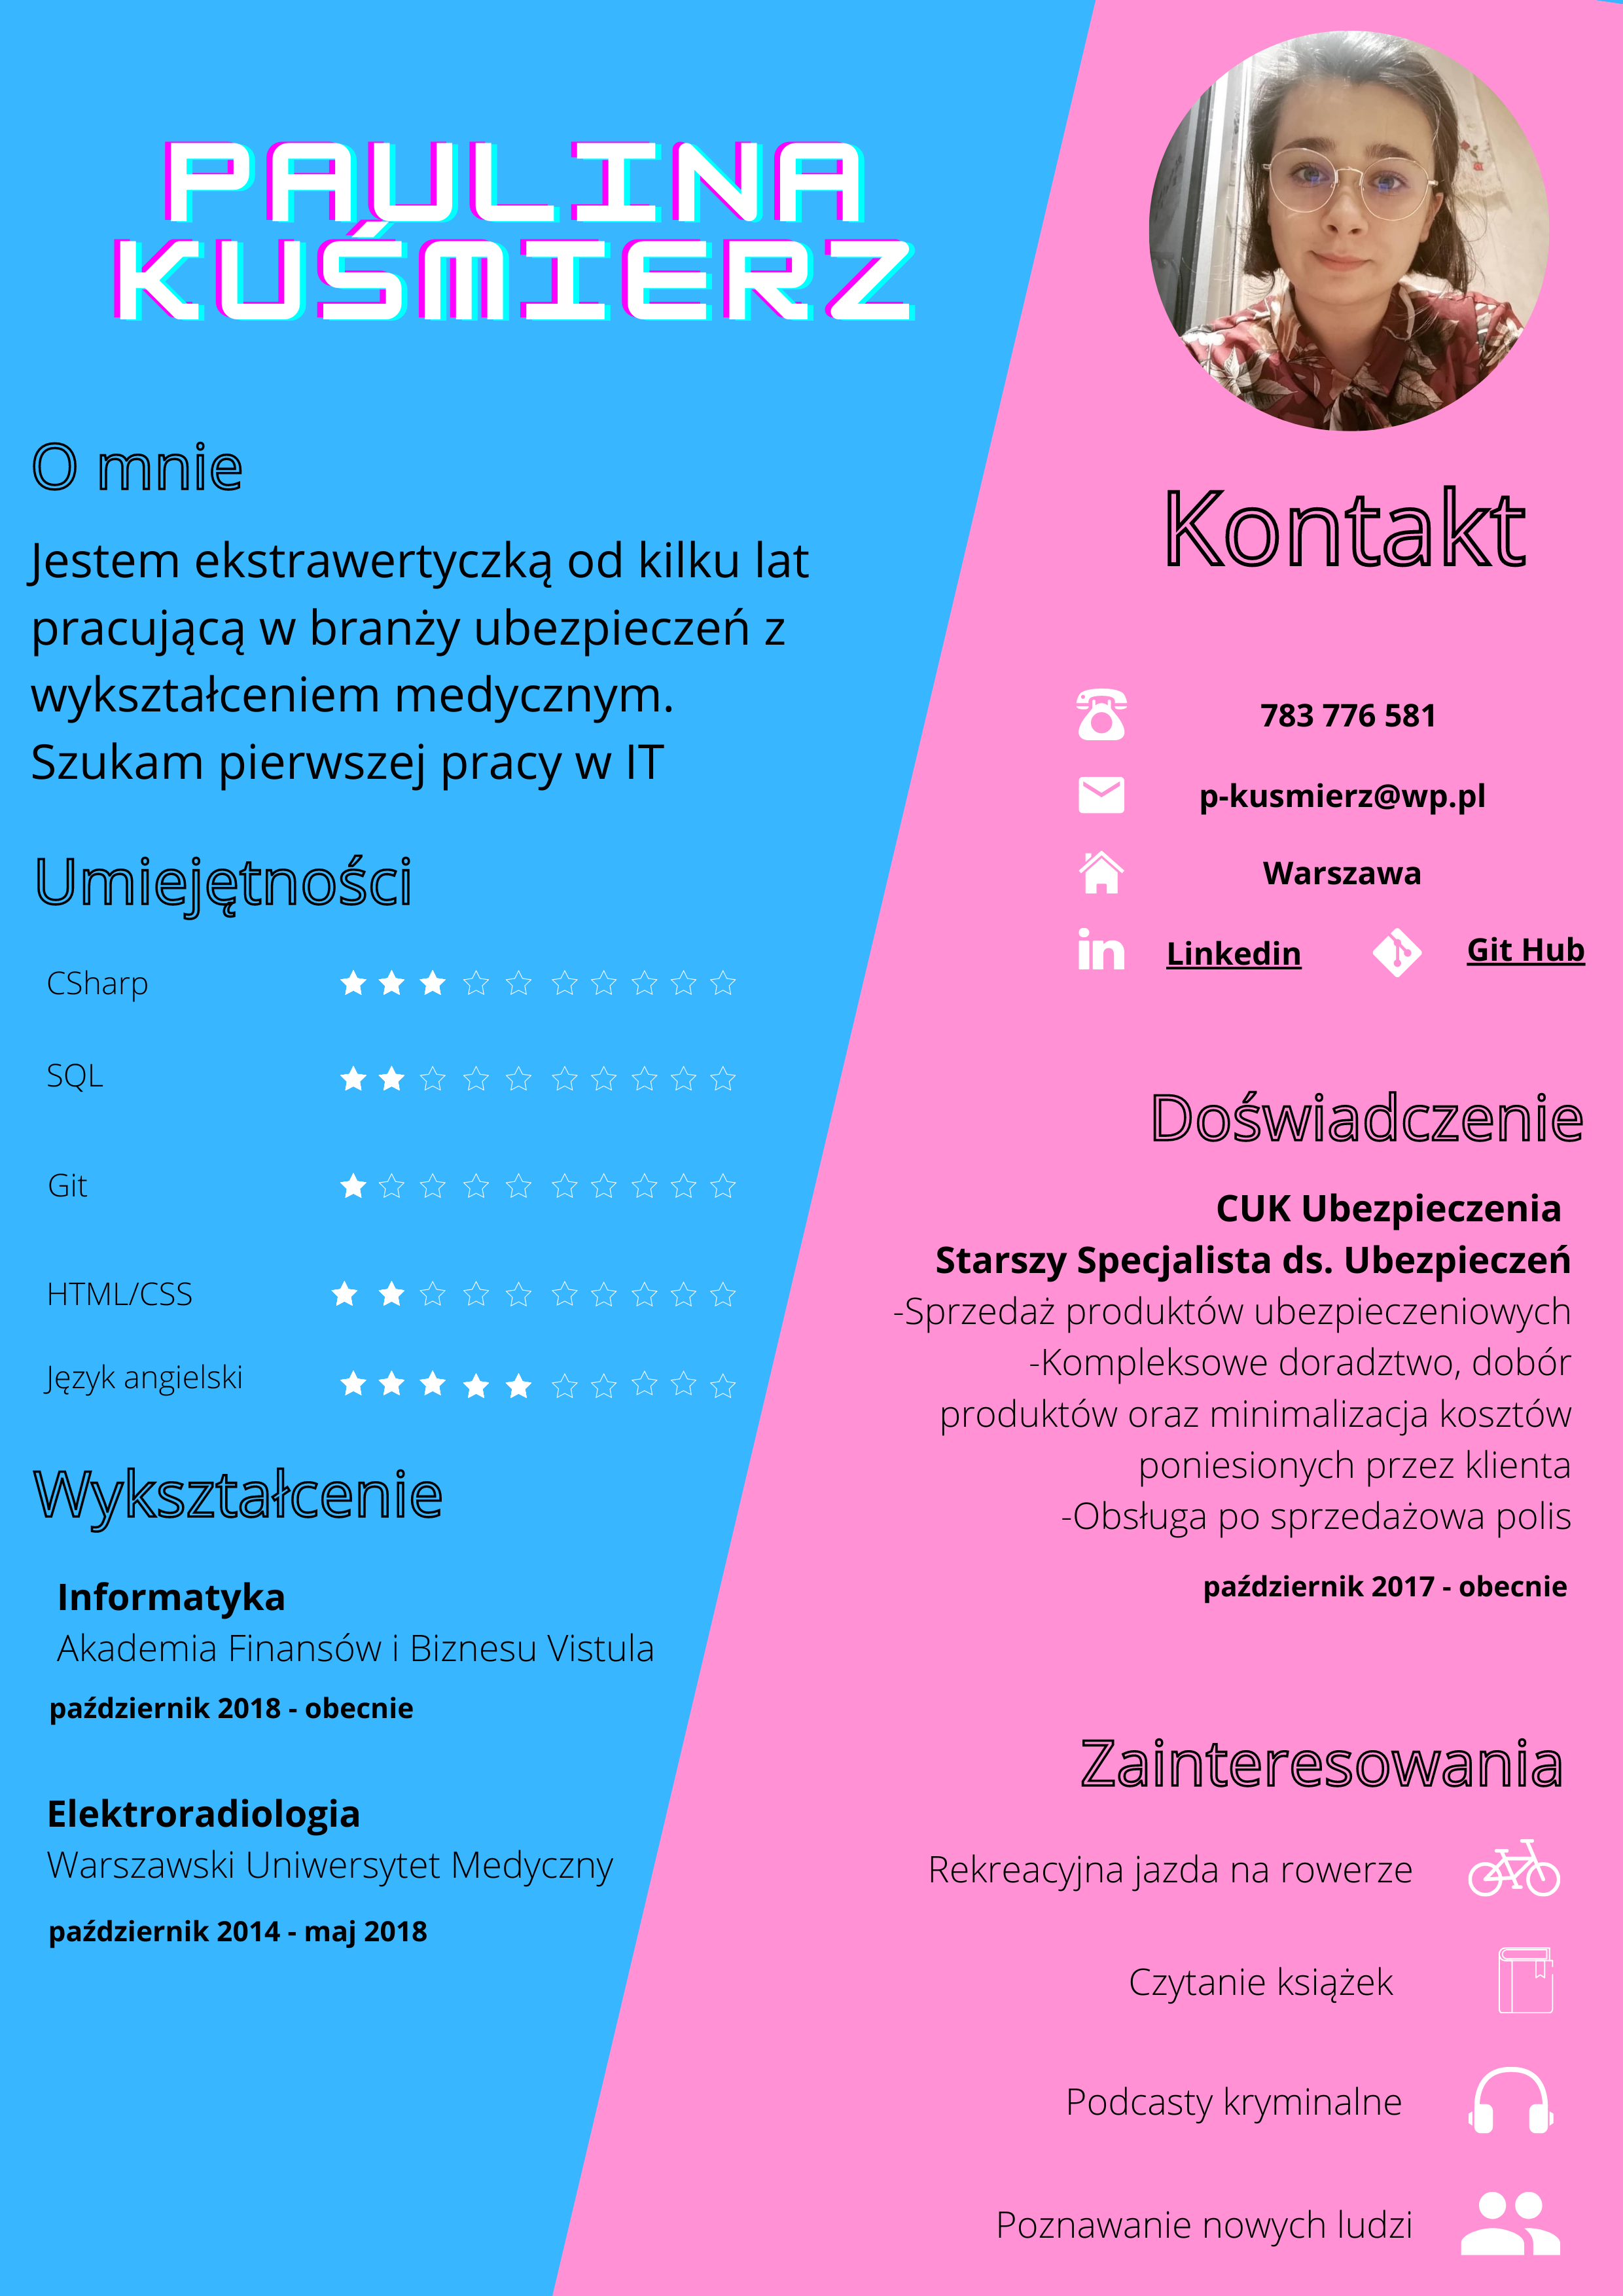 PAULINA
KUŚMIERZ
O mnie
Jestem ekstrawertyczką od kilku lat
pracującą w branży ubezpieczeń z
wykształceniem medycznym.
Szukam pierwszej pracy w IT
Umiejętności
CSharp
SQL
Git
HTML/CSS
Język angielski
Wykształcenie
Informatyka
Akademia Finansów i Biznesu Vistula
październik 2018 - obecnie
Elektroradiologia
Warszawski Uniwersytet Medyczny
październik 2014 - maj 2018
Kontakt
783 776 581
p-kusmierz@wp.pl
Warszawa
in Linkedin Git Hub
Doświadczenie
CUK Ubezpieczenia
Starszy Specjalista ds. Ubezpieczeń
-Sprzedaż produktów ubezpieczeniowych
-Kompleksowe doradztwo, dobór
produktów oraz minimalizacja kosztów
poniesionych przez klienta
-Obsługa po sprzedażowa polis
październik 2017 - obecnie
Zainteresowania
Rekreacyjna jazda na rowerze
Czytanie książek
Podcasty kryminalne
Poznawanie nowych ludzi